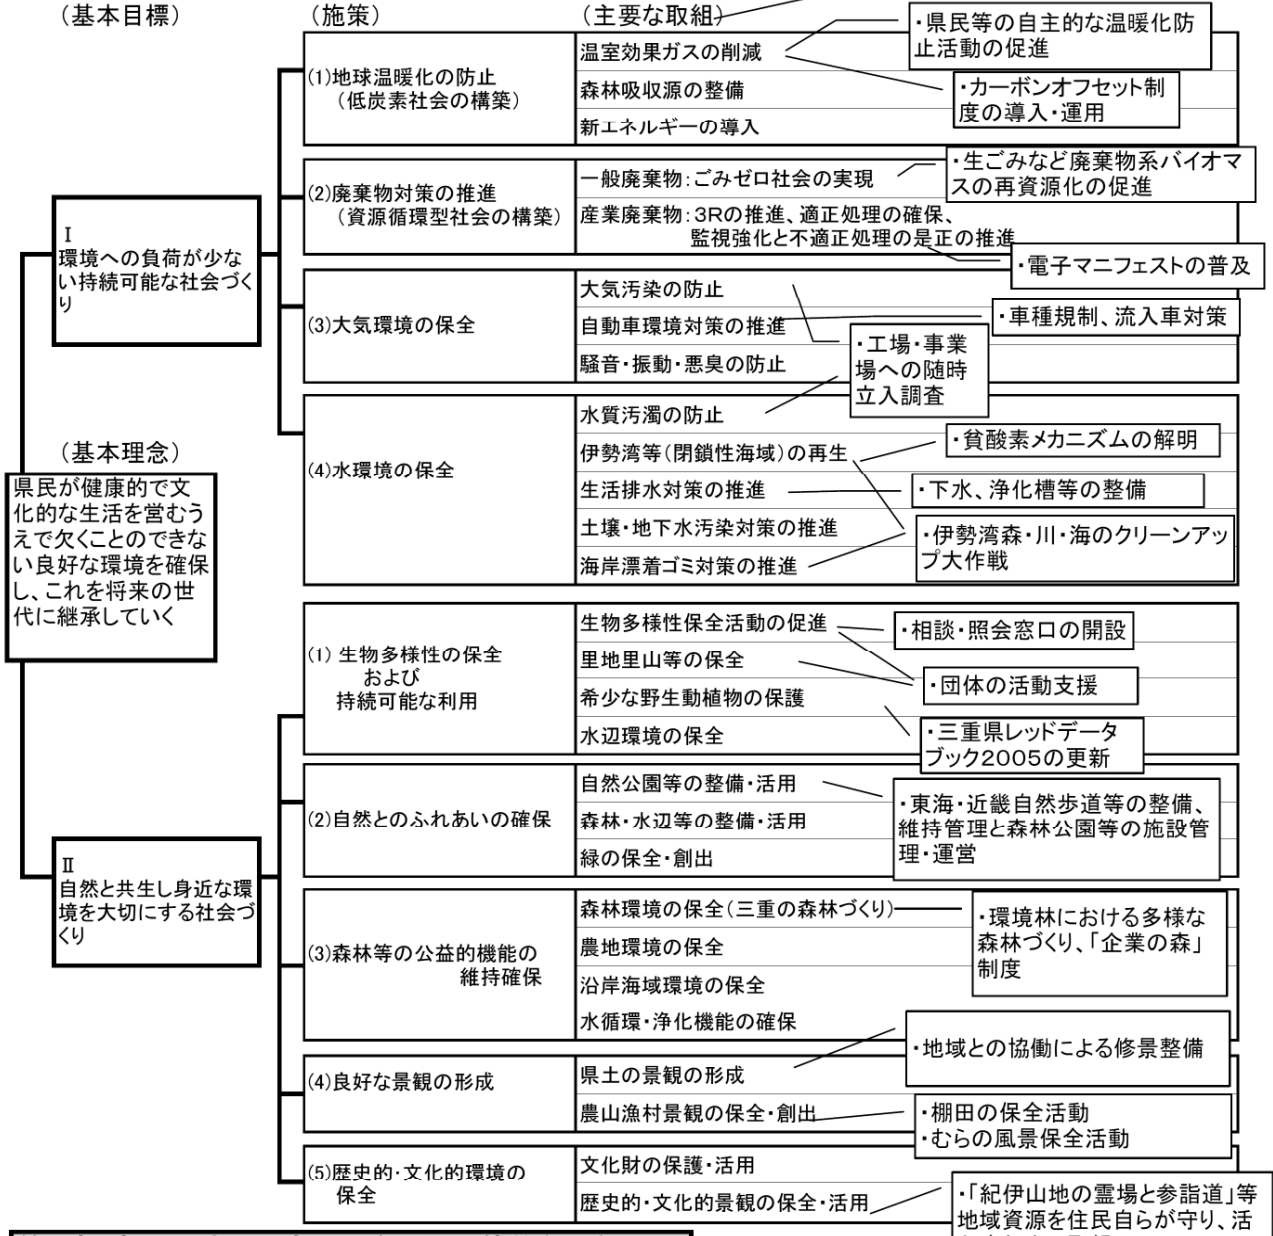 (基本目標)
(施策)
(主要な取組)
(1)地球温暖化の防止
(低炭素社会の構築)
温室効果ガスの削減
森林吸収源の整備
新エネルギーの導入
・県民等の自主的な温暖化防
止活動の促進
・カーボンオフセット制
度の導入・運用
(2)廃棄物対策の推進
(資源循環型社会の構築)
一般廃棄物:ごみゼロ社会の実現
産業廃棄物:3Rの推進、適正処理の確保、
監視強化と不適正処理の是正の推進
・生ごみなど廃棄物系バイオマ
スの再資源化の促進
・電子マニフェストの普及
Ⅰ
環境への負荷が少な
い持続可能な社会づく
り
(3)大気環境の保全
大気汚染の防止
自動車環境対策の推進
騒音・振動・悪臭の防止
・車種規制、流入車対策
・工場・事業
場への随時
立入調査
(4)水環境の保全
水質汚濁の防止
伊勢湾等(閉鎖性海域)の再生
生活排水対策の推進
土壌・地下水汚染対策の推進
海岸漂着ゴミ対策の推進
・貧酸素メカニズムの解明
・下水、浄化槽等の整備
・伊勢湾森・川・海のクリーンアッ
プ大作戦
(基本理念)
県民が健康的で文
化的な生活を営むう
えで欠くことのできな
い良好な環境を確保
し、これを将来の世
代に継承していく
(1) 生物多様性の保全
および
持続可能な利用
生物多様性保全活動の促進
里地里山等の保全
希少な野生動植物の保護
水辺環境の保全
・相談・照会窓口の開設
・団体の活動支援
・三重県レッドデータ
ブック2005の更新
(2)自然とのふれあいの確保
自然公園等の整備・活用
森林・水辺等の整備・活用
緑の保全・創出
・東海・近畿自然歩道等の整備、
維持管理と森林公園等の施設管
理・運営
Ⅱ
自然と共生し身近な環
境を大切にする社会づ
くり
(3)森林等の公益的機能の
維持確保
森林環境の保全(三重の森林づくり)
農地環境の保全
沿岸海域環境の保全
水循環・浄化機能の確保
・環境林における多様な
森林づくり、「企業の森」
制度
(4)良好な景観の形成
県土の景観の形成
農山漁村景観の保全・創出
・地域との協働による修景整備
・棚田の保全活動
・むらの風景保全活動
(5)歴史的・文化的環境の
保全
文化財の保護・活用
歴史的・文化的景観の保全・活用
・「紀伊山地の霊場と参詣道」等
地域資源を住民自らが守り、活